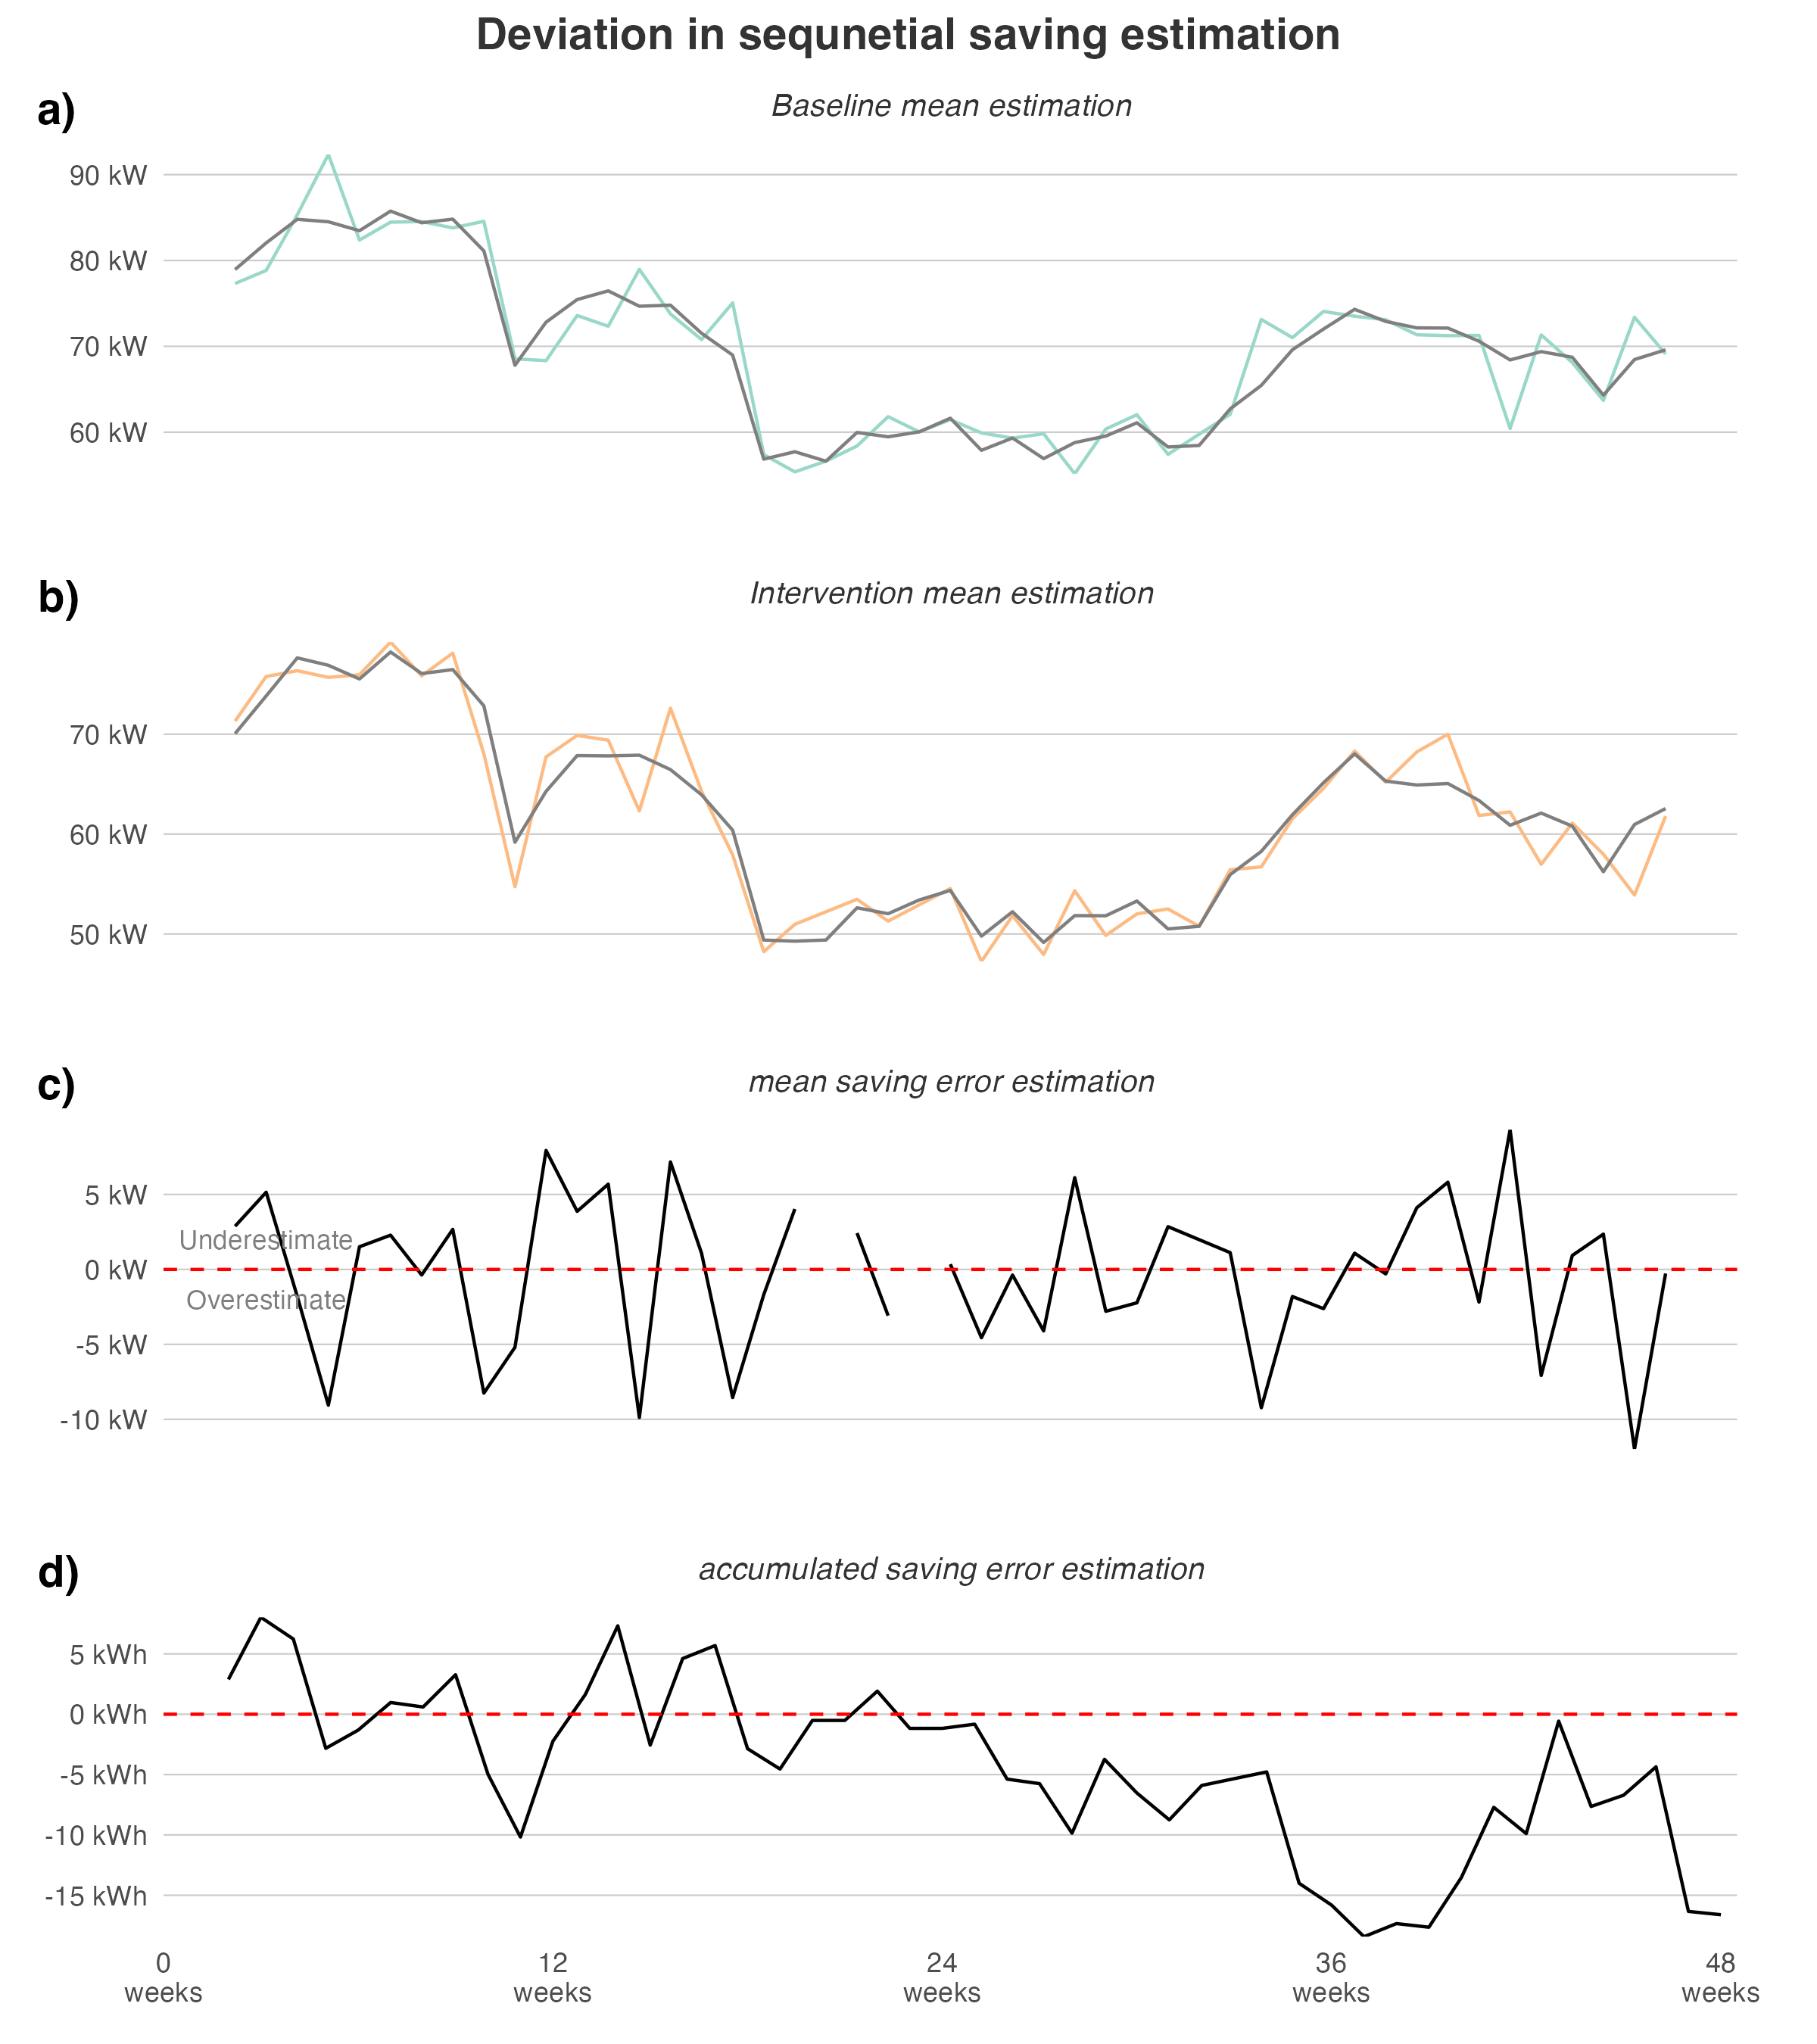 Deviation in sequnetial saving estimation
a)
Baseline mean estimation
90 kW
80 kW
70 kW
60 kW
b)
Intervention mean estimation
70 kW
60 kW
50 kW
c)
mean saving error estimation
5 kW
Underestimate
0 kW
Overestimate
-5 kW
-10 kW
d)
accumulated saving error estimation
5 kWh
0 kWh
-5 kWh
-10 kWh
-15 kWh
0 12 24 36 48
weeks weeks weeks weeks weeks